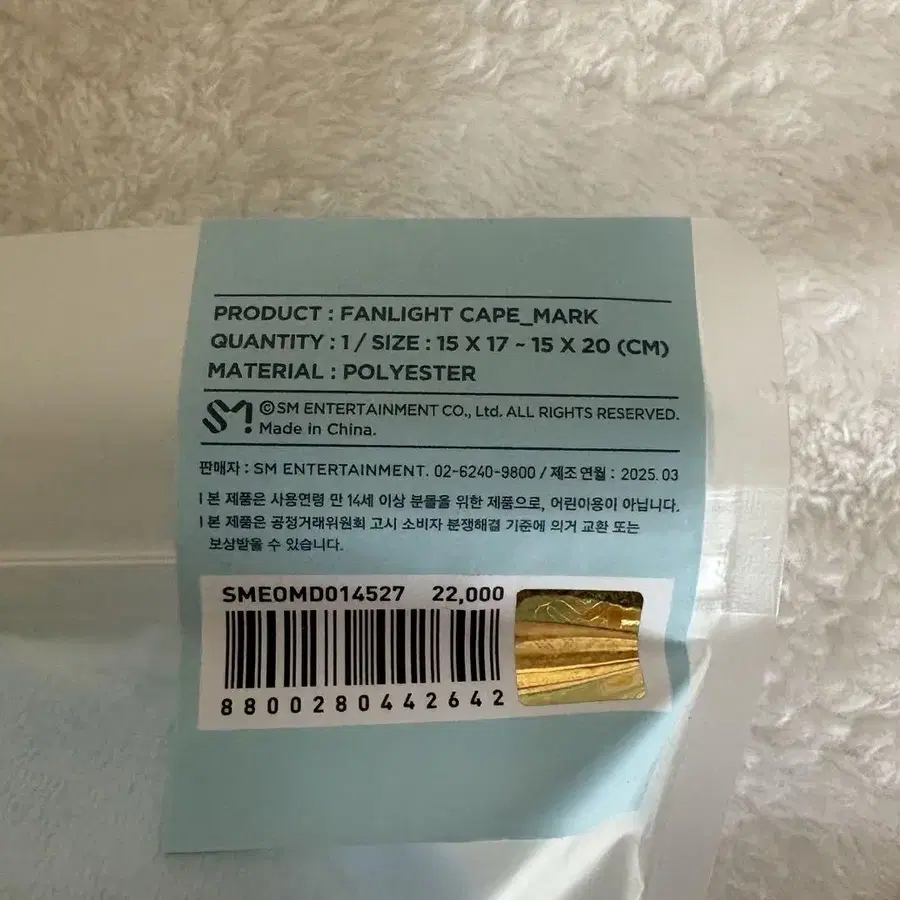 PRODUCT : FANLIGHT CAPE_MARK
QUANTITY : 1 / SIZE : 15 X 17 ~ 15 X 20 (CM)
MATERIAL : POLYESTER
SM ©SM ENTERTAINMENT CO., Ltd. ALL RIGHTS RESERVED.
Made in China.
판매자 : SM ENTERTAINMENT. 02-6240-9800 / 제조 연월 : 2025.03
| 본 제품은 사용연령 만 14세 이상 분들을 위한 제품으로, 어린이용이 아닙니다.
| 본 제품은 공정거래위원회 고시 소비자 분쟁해결 기준에 의거 교환 또는
보상받을 수 있습니다.
SMEOMD014527 22,000
8800280442642